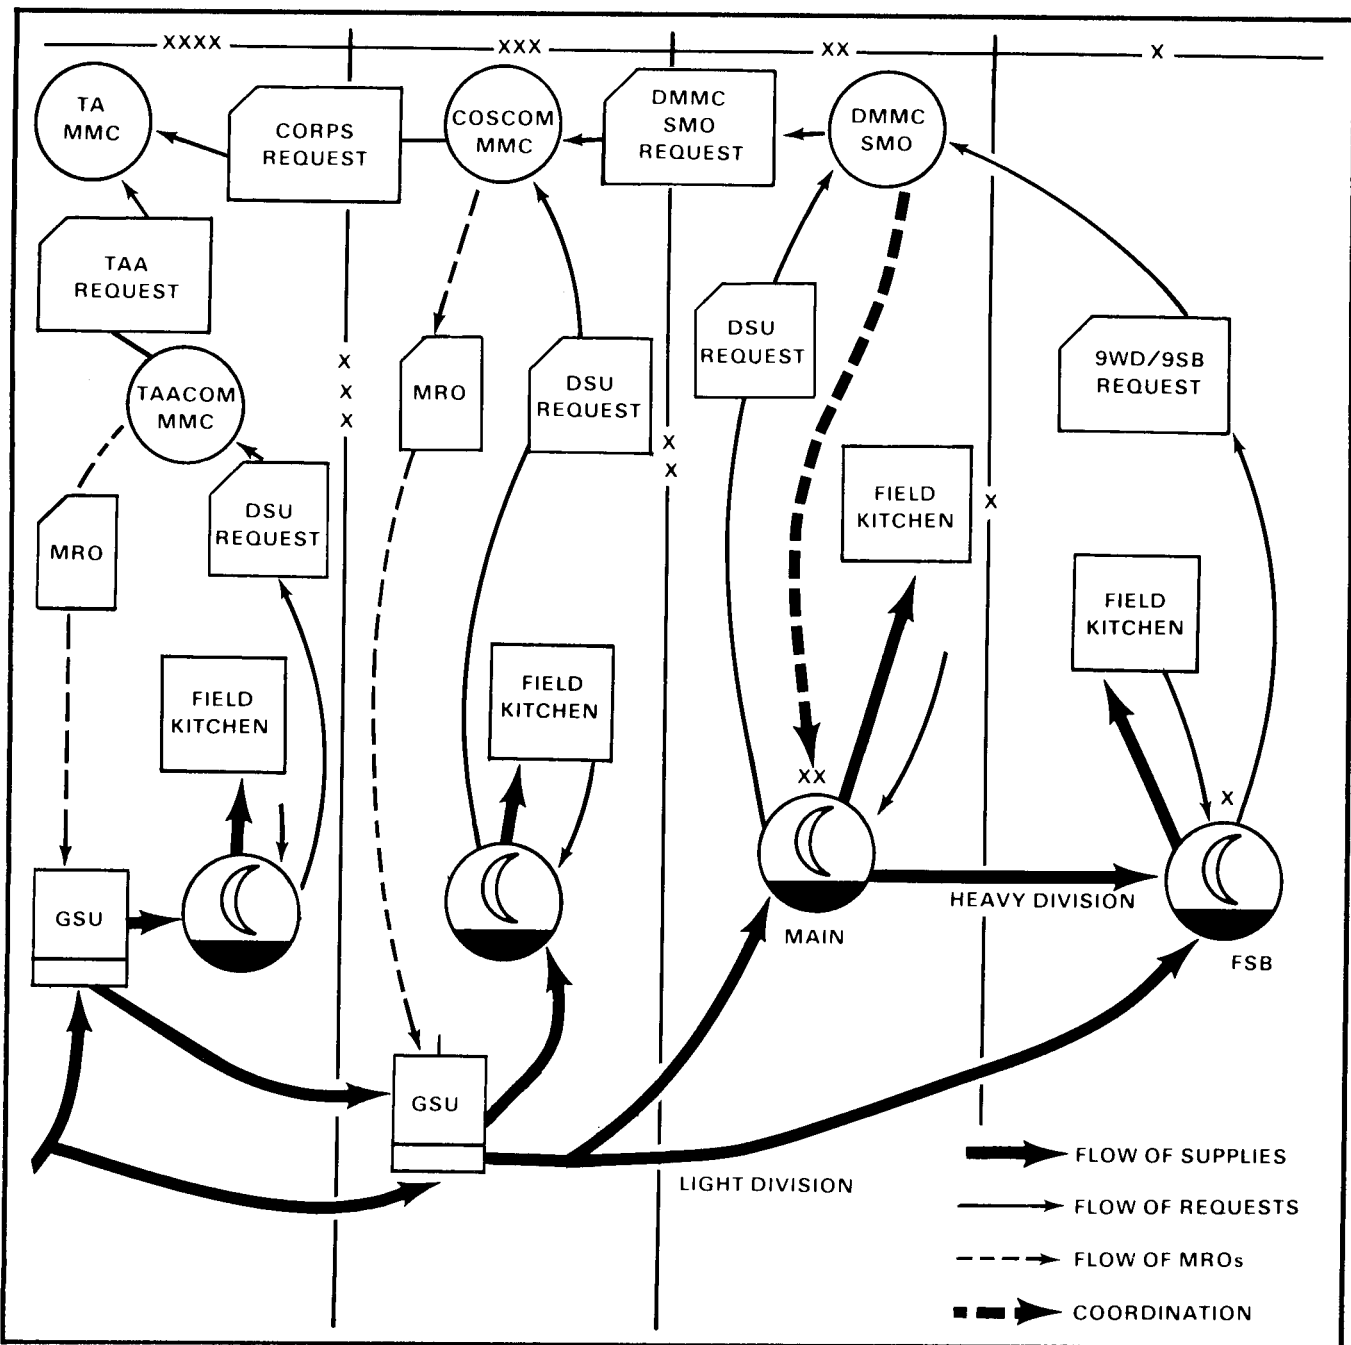 XXXX
XXX
XX
X
TA
MMC
CORPS
REQUEST
COSCOM
MMC
DMMC
SMO
REQUEST
DMMC
SMO
TAA
REQUEST
TAACOM
MMC
MRO
DSU
REQUEST
X
X
X
MRO
DSU
REQUEST
X
X
DSU
REQUEST
FIELD
KITCHEN
X
9WD/9SB
REQUEST
FIELD
KITCHEN
FIELD
KITCHEN
FIELD
KITCHEN
XX
X
GSU
MAIN
HEAVY DIVISION
FSB
GSU
LIGHT DIVISION
FLOW OF SUPPLIES
FLOW OF REQUESTS
FLOW OF MROs
COORDINATION